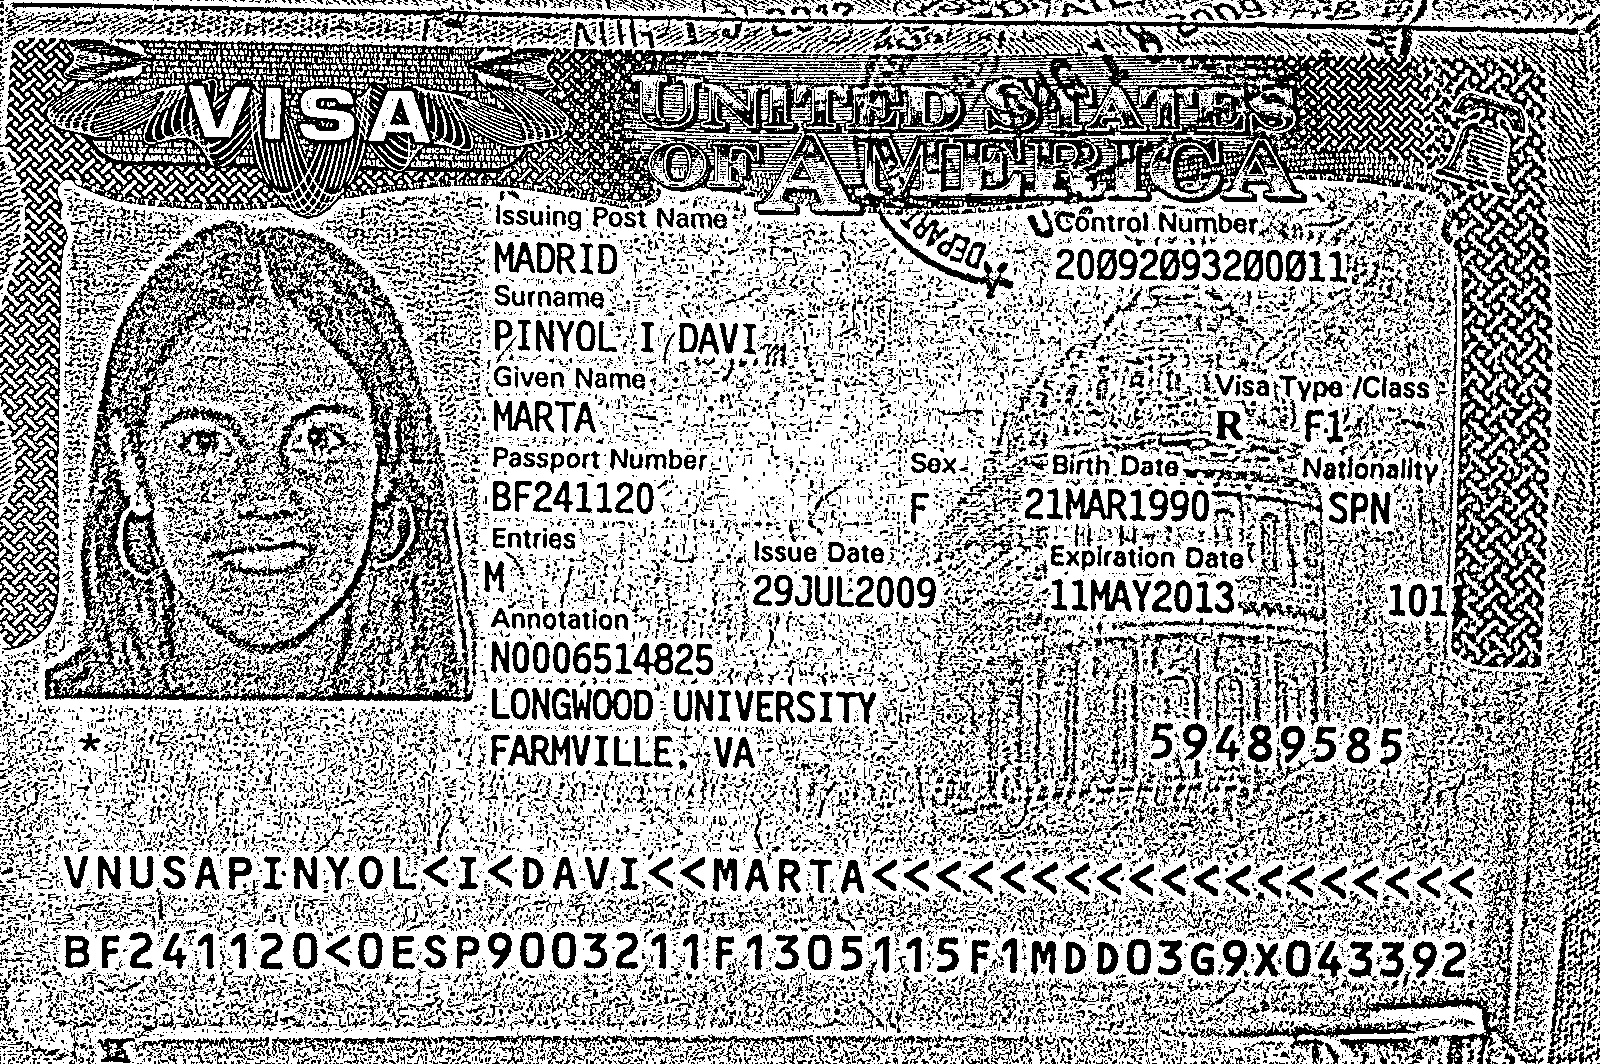 VISA
UNITED STATES
OF AMERICA
Issuing Post Name
Control Number
MADRID
20092093200011
Surname
PINYOL I DAVI
Given Name
Visa Type /Class
MARTA
R F1
Passport Number
Sex
Birth Date
Nationality
BF241120
F
21MAR1990
SPN
Entries
Issue Date
Expiration Date
M
29JUL2009
11MAY2013
1011
Annotation
N0006514825
LONGWOOD UNIVERSITY
FARMVILLE, VA
59489585
*
VNUSAPINYOL<I<DAVI<<MARTA<<<<<<<<<<<<<<<<<<<
BF241120<0ESP9003211F1305115F1MDD03G9X043392